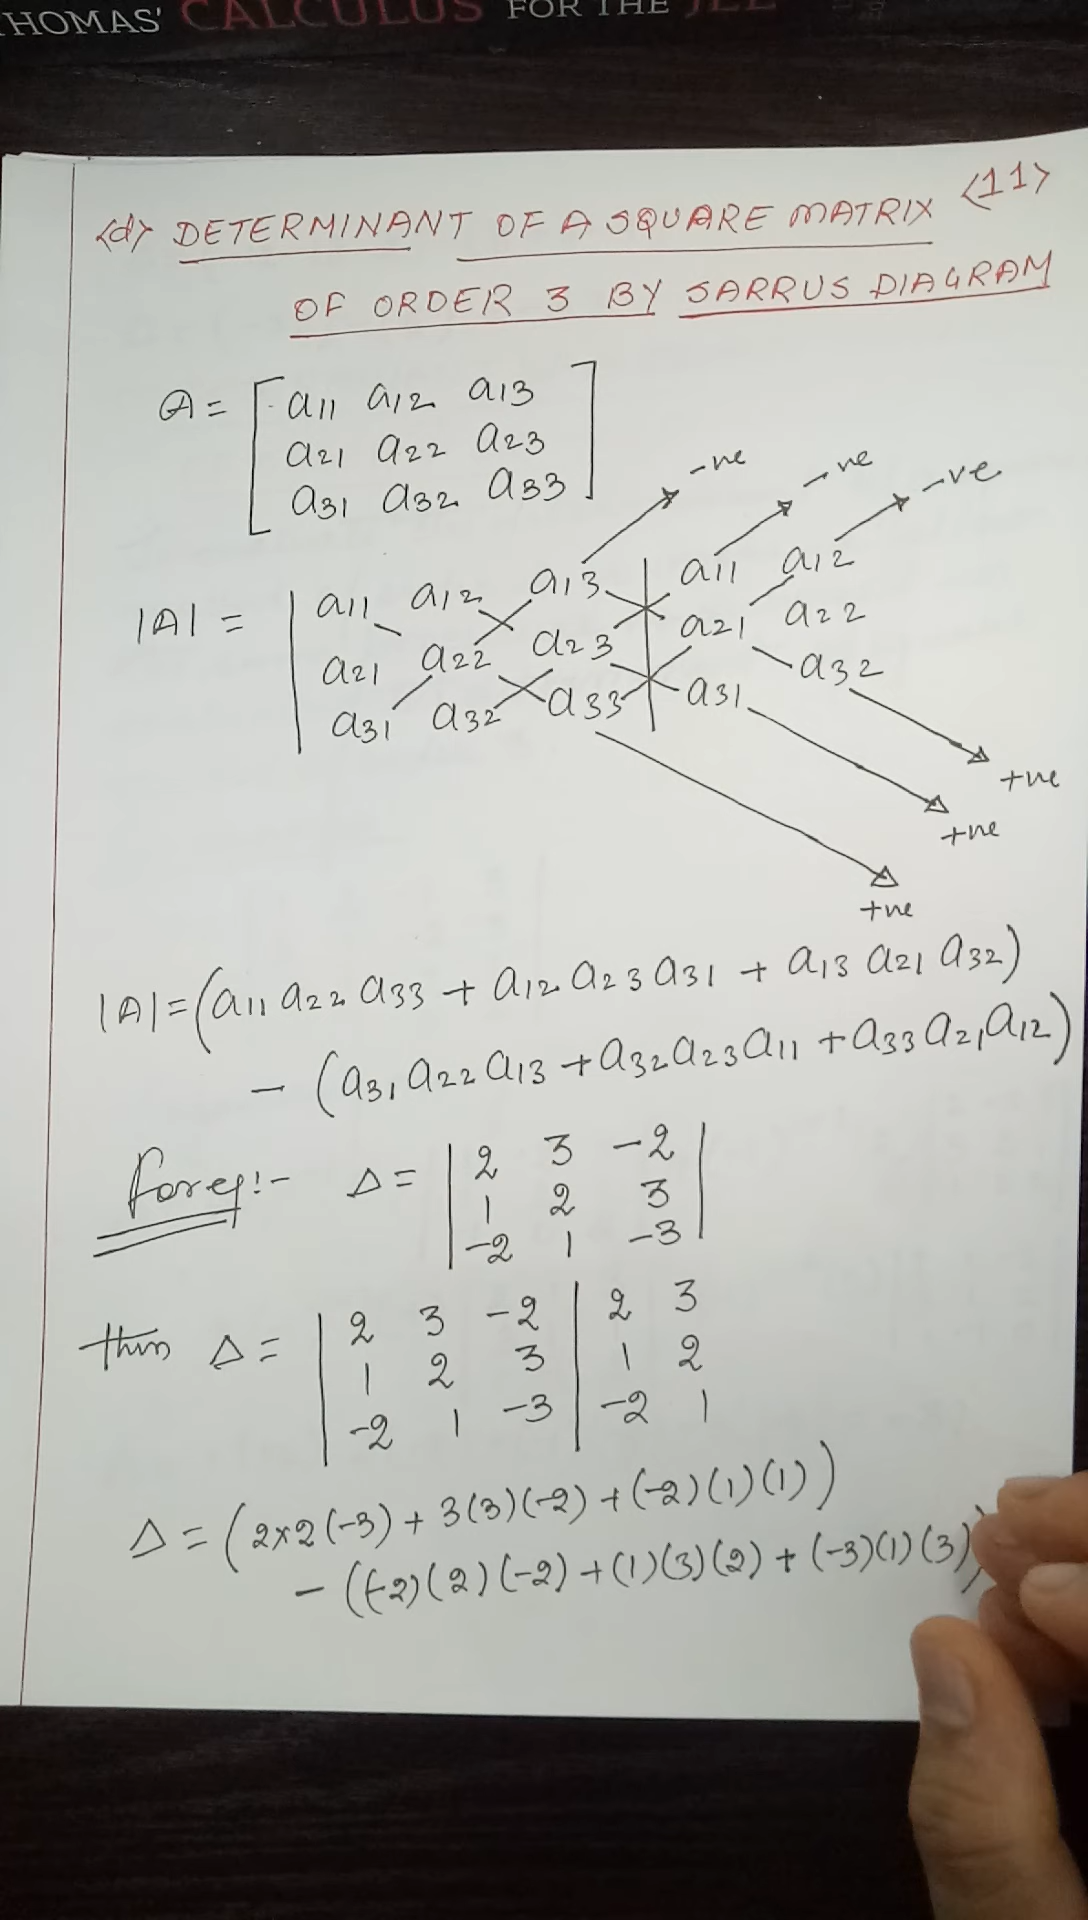 THOMAS' CALCULUS FOR THE JEE
<11>
<d> DETERMINANT OF A SQUARE MATRIX
OF ORDER 3 BY SARRUS DIAGRAM
A = [ a11 a12 a13
a21 a22 a23
a31 a32 a33 ]
-ve -ve -ve
|A| = | a11 a12 a13 | a11 a12
a21 a22 a23 | a21 a22
a31 a32 a33 | a31 a32
+ve
+ve
+ve
|A| = (a11 a22 a33 + a12 a23 a31 + a13 a21 a32)
- (a31 a22 a13 + a32 a23 a11 + a33 a21 a12)
For eg:- Δ = | 2 3 -2 |
1 2 3
-2 1 -3
then Δ = | 2 3 -2 | 2 3
1 2 3 | 1 2
-2 1 -3 | -2 1
Δ = (2×2(-3) + 3(3)(-2) + (-2)(1)(1))
- ((-2)(2)(-2) + (1)(3)(2) + (-3)(1)(3))